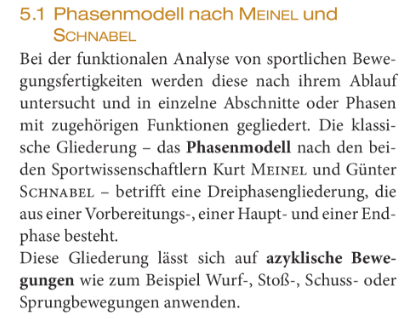 5.1 Phasenmodell nach MEINEL und
SCHNABEL
Bei der funktionalen Analyse von sportlichen Bewe-
gungsfertigkeiten werden diese nach ihrem Ablauf
untersucht und in einzelne Abschnitte oder Phasen
mit zugehörigen Funktionen gegliedert. Die klassi-
sche Gliederung – das Phasenmodell nach den bei-
den Sportwissenschaftlern Kurt MEINEL und Günter
SCHNABEL – betrifft eine Dreiphasengliederung, die
aus einer Vorbereitungs-, einer Haupt- und einer End-
phase besteht.
Diese Gliederung lässt sich auf azyklische Bewe-
gungen wie zum Beispiel Wurf-, Stoß-, Schuss- oder
Sprungbewegungen anwenden.